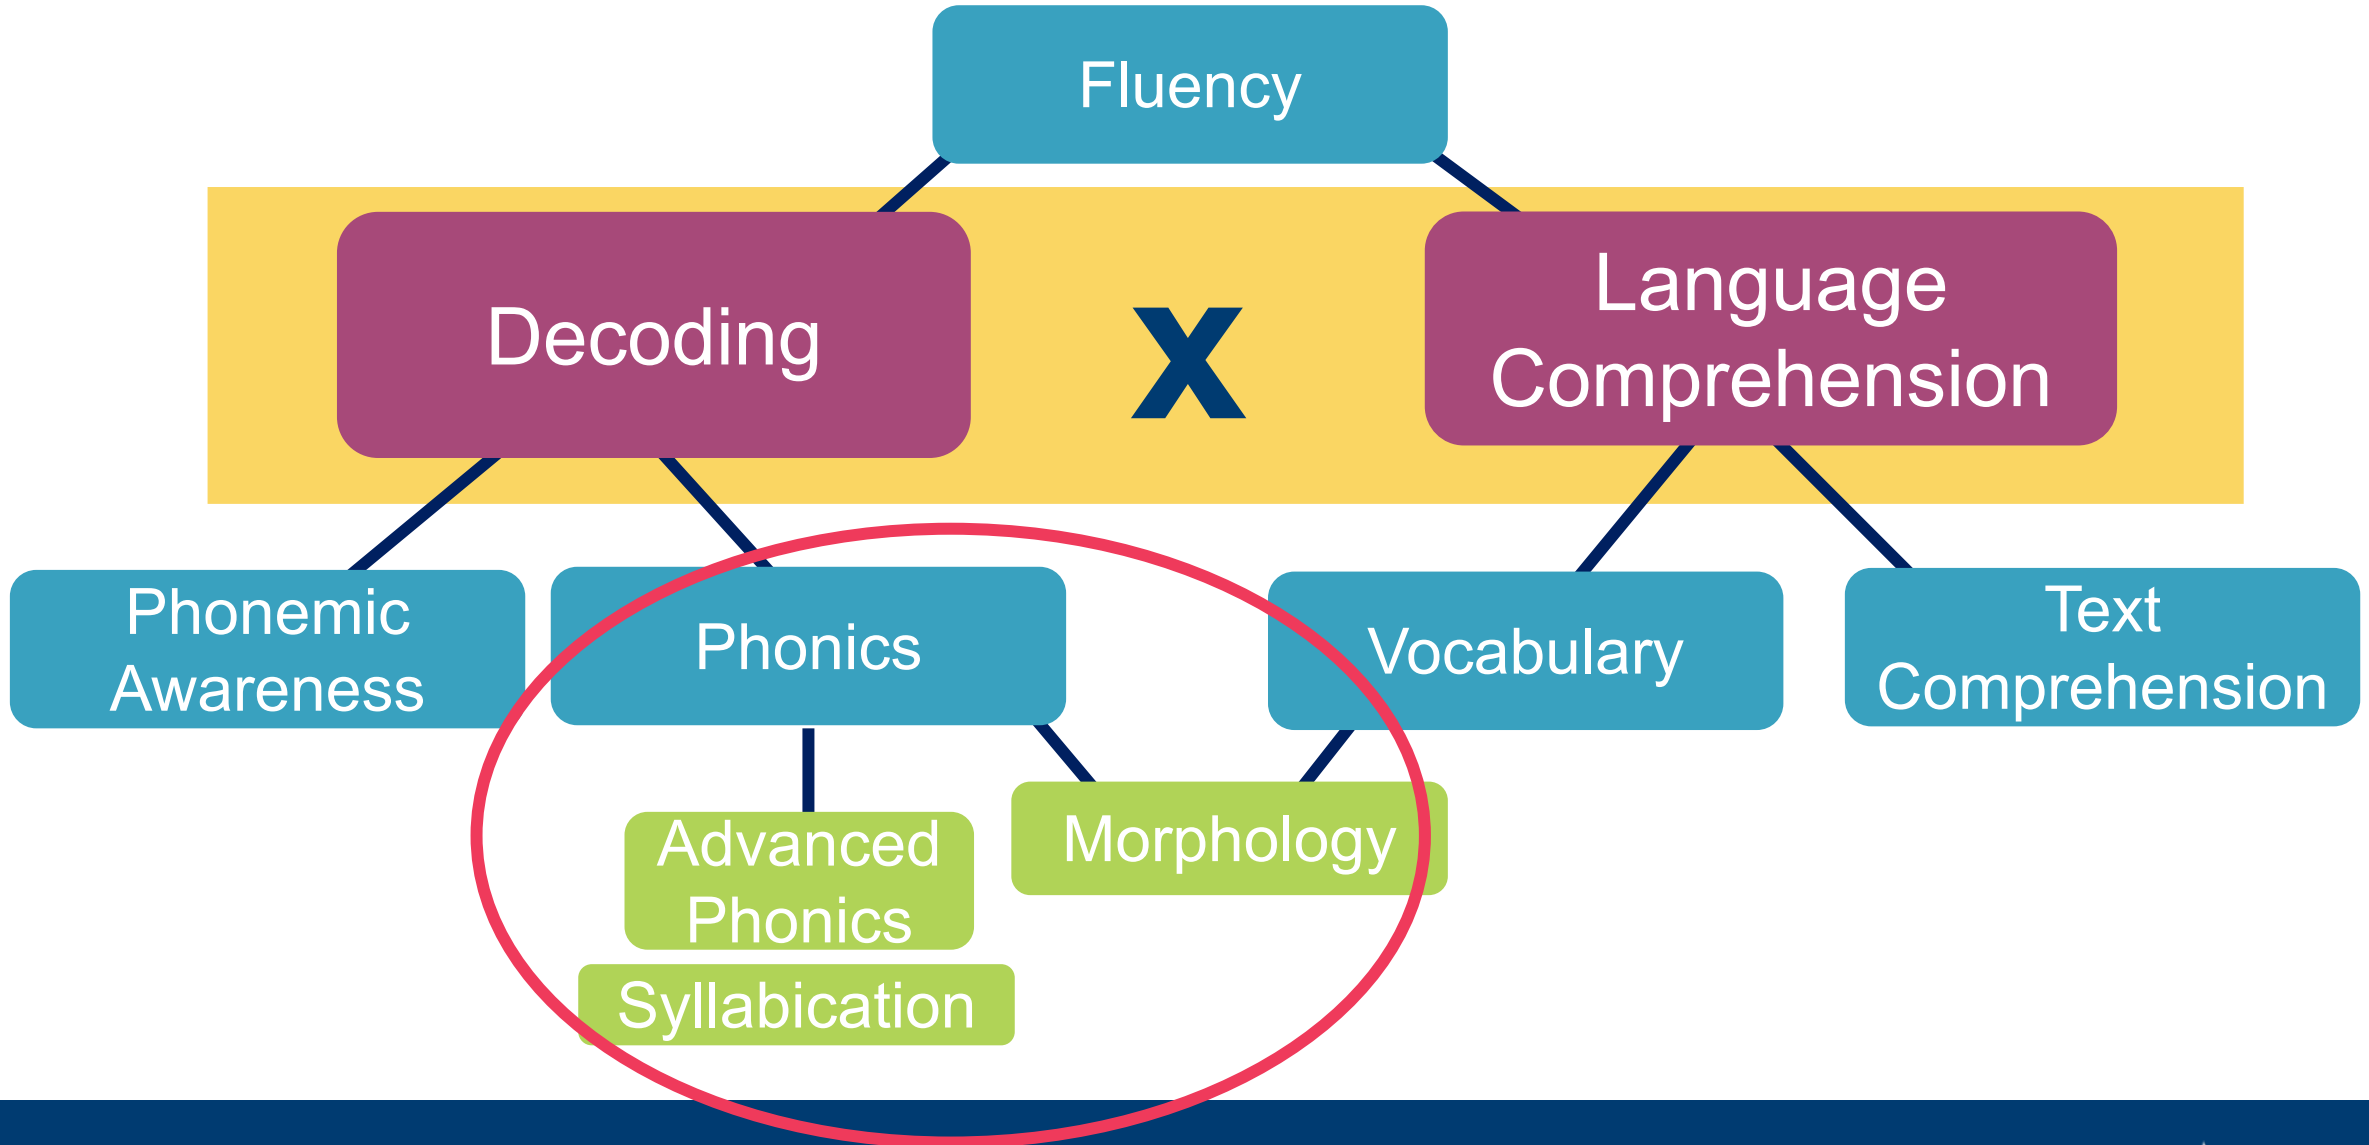 Fluency
Decoding
x
Language
Comprehension
Phonemic
Awareness
Phonics
Vocabulary
Text
Comprehension
Advanced
Phonics
Morphology
Syllabication